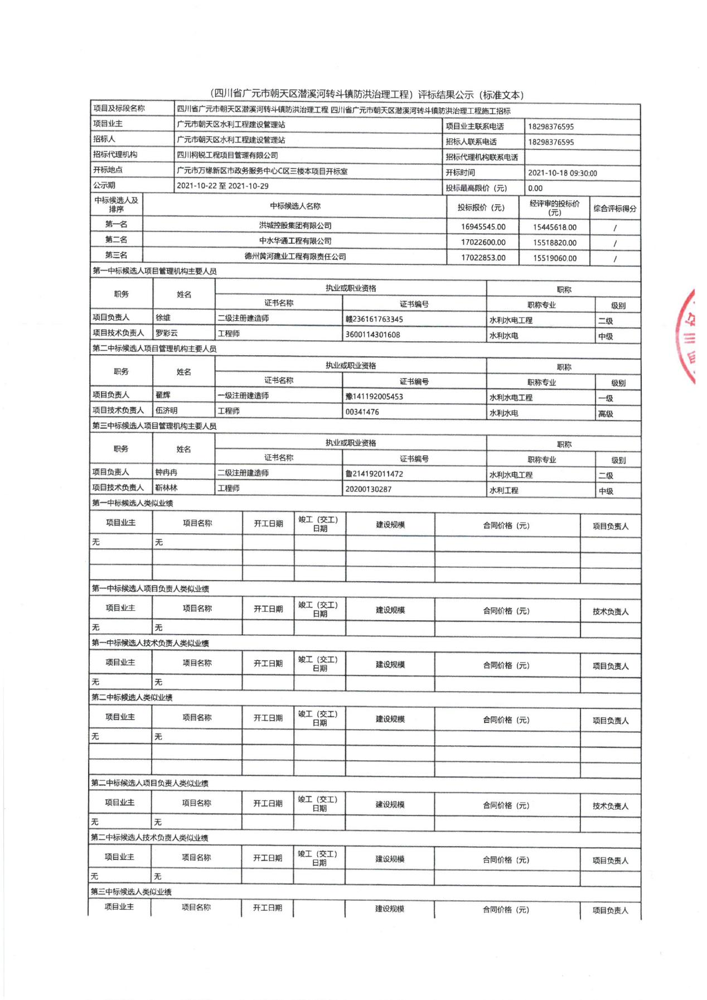 （四川省广元市朝天区潜溪河转斗镇防洪治理工程）评标结果公示（标准文本）
项目及标段名称 四川省广元市朝天区潜溪河转斗镇防洪治理工程 四川省广元市朝天区潜溪河转斗镇防洪治理工程施工招标
项目业主 广元市朝天区水利工程建设管理站 项目业主联系电话 18298376595
招标人 广元市朝天区水利工程建设管理站 招标人联系电话 18298376595
招标代理机构 四川柯锐工程项目管理有限公司 招标代理机构联系电话
开标地点 广元市万缘新区市政务服务中心C区三楼本项目开标室 开标时间 2021-10-18 09:30:00
公示期 2021-10-22 至 2021-10-29 投标最高限价（元） 0.00
中标候选人及排序 中标候选人名称 投标报价（元） 经评审的投标价（元） 综合评标得分
第一名 洪城控股集团有限公司 16945545.00 15445618.00 /
第二名 中水华通工程有限公司 17022600.00 15518820.00 /
第三名 德州黄河建业工程有限责任公司 17022853.00 15519060.00 /
第一中标候选人项目管理机构主要人员
职务 姓名 执业或职业资格 职称
证书名称 证书编号 职称专业 级别
项目负责人 徐维 二级注册建造师 赣236161763345 水利水电工程 二级
项目技术负责人 罗彩云 工程师 3600114301608 水利水电 中级
第二中标候选人项目管理机构主要人员
职务 姓名 执业或职业资格 职称
证书名称 证书编号 职称专业 级别
项目负责人 翟辉 一级注册建造师 豫141192005453 水利水电工程 一级
项目技术负责人 伍济明 工程师 00341476 水利水电 高级
第三中标候选人项目管理机构主要人员
职务 姓名 执业或职业资格 职称
证书名称 证书编号 职称专业 级别
项目负责人 钟冉冉 二级注册建造师 鲁214192011472 水利水电工程 二级
项目技术负责人 靳林林 工程师 20200130287 水利工程 中级
第一中标候选人类似业绩
项目业主 项目名称 开工日期 竣工（交工）日期 建设规模 合同价格（元） 项目负责人
无 无
第一中标候选人项目负责人类似业绩
项目业主 项目名称 开工日期 竣工（交工）日期 建设规模 合同价格（元） 技术负责人
无 无
第一中标候选人技术负责人类似业绩
项目业主 项目名称 开工日期 竣工（交工）日期 建设规模 合同价格（元） 项目负责人
无 无
第二中标候选人类似业绩
项目业主 项目名称 开工日期 竣工（交工）日期 建设规模 合同价格（元） 项目负责人
无 无
第二中标候选人项目负责人类似业绩
项目业主 项目名称 开工日期 竣工（交工）日期 建设规模 合同价格（元） 技术负责人
无 无
第二中标候选人技术负责人类似业绩
项目业主 项目名称 开工日期 竣工（交工）日期 建设规模 合同价格（元） 项目负责人
无 无
第三中标候选人类似业绩
项目业主 项目名称 开工日期 建设规模 合同价格（元） 项目负责人